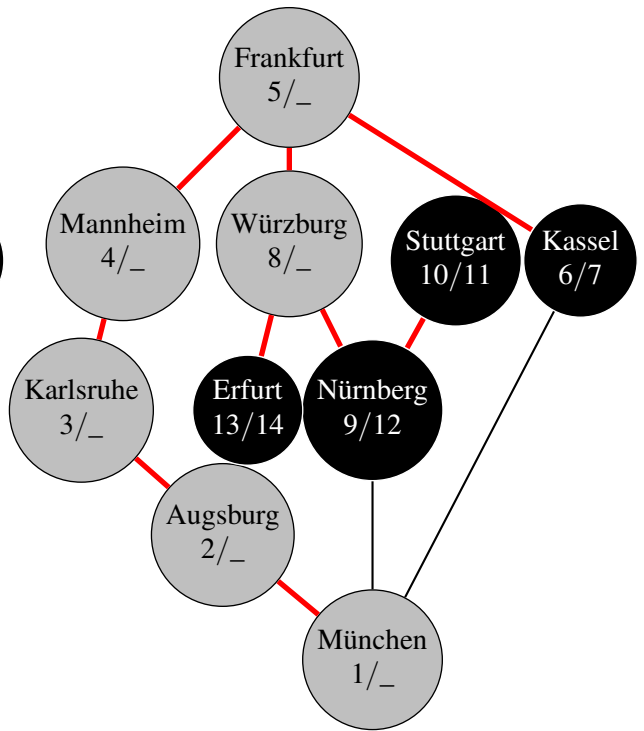 Frankfurt
5/_
Mannheim
4/_
Würzburg
8/_
Stuttgart
10/11
Kassel
6/7
Karlsruhe
3/_
Erfurt
13/14
Nürnberg
9/12
Augsburg
2/_
München
1/_